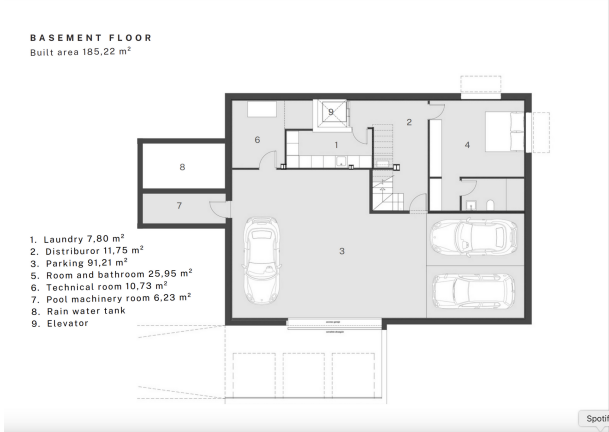 BASEMENT FLOOR
Built area 185,22 m²
9
2
1
6
4
8
7
3
1. Laundry 7,80 m²
2. Distriburor 11,75 m²
3. Parking 91,21 m²
5. Room and bathroom 25,95 m²
6. Technical room 10,73 m²
7. Pool machinery room 6,23 m²
8. Rain water tank
9. Elevator
Spotif